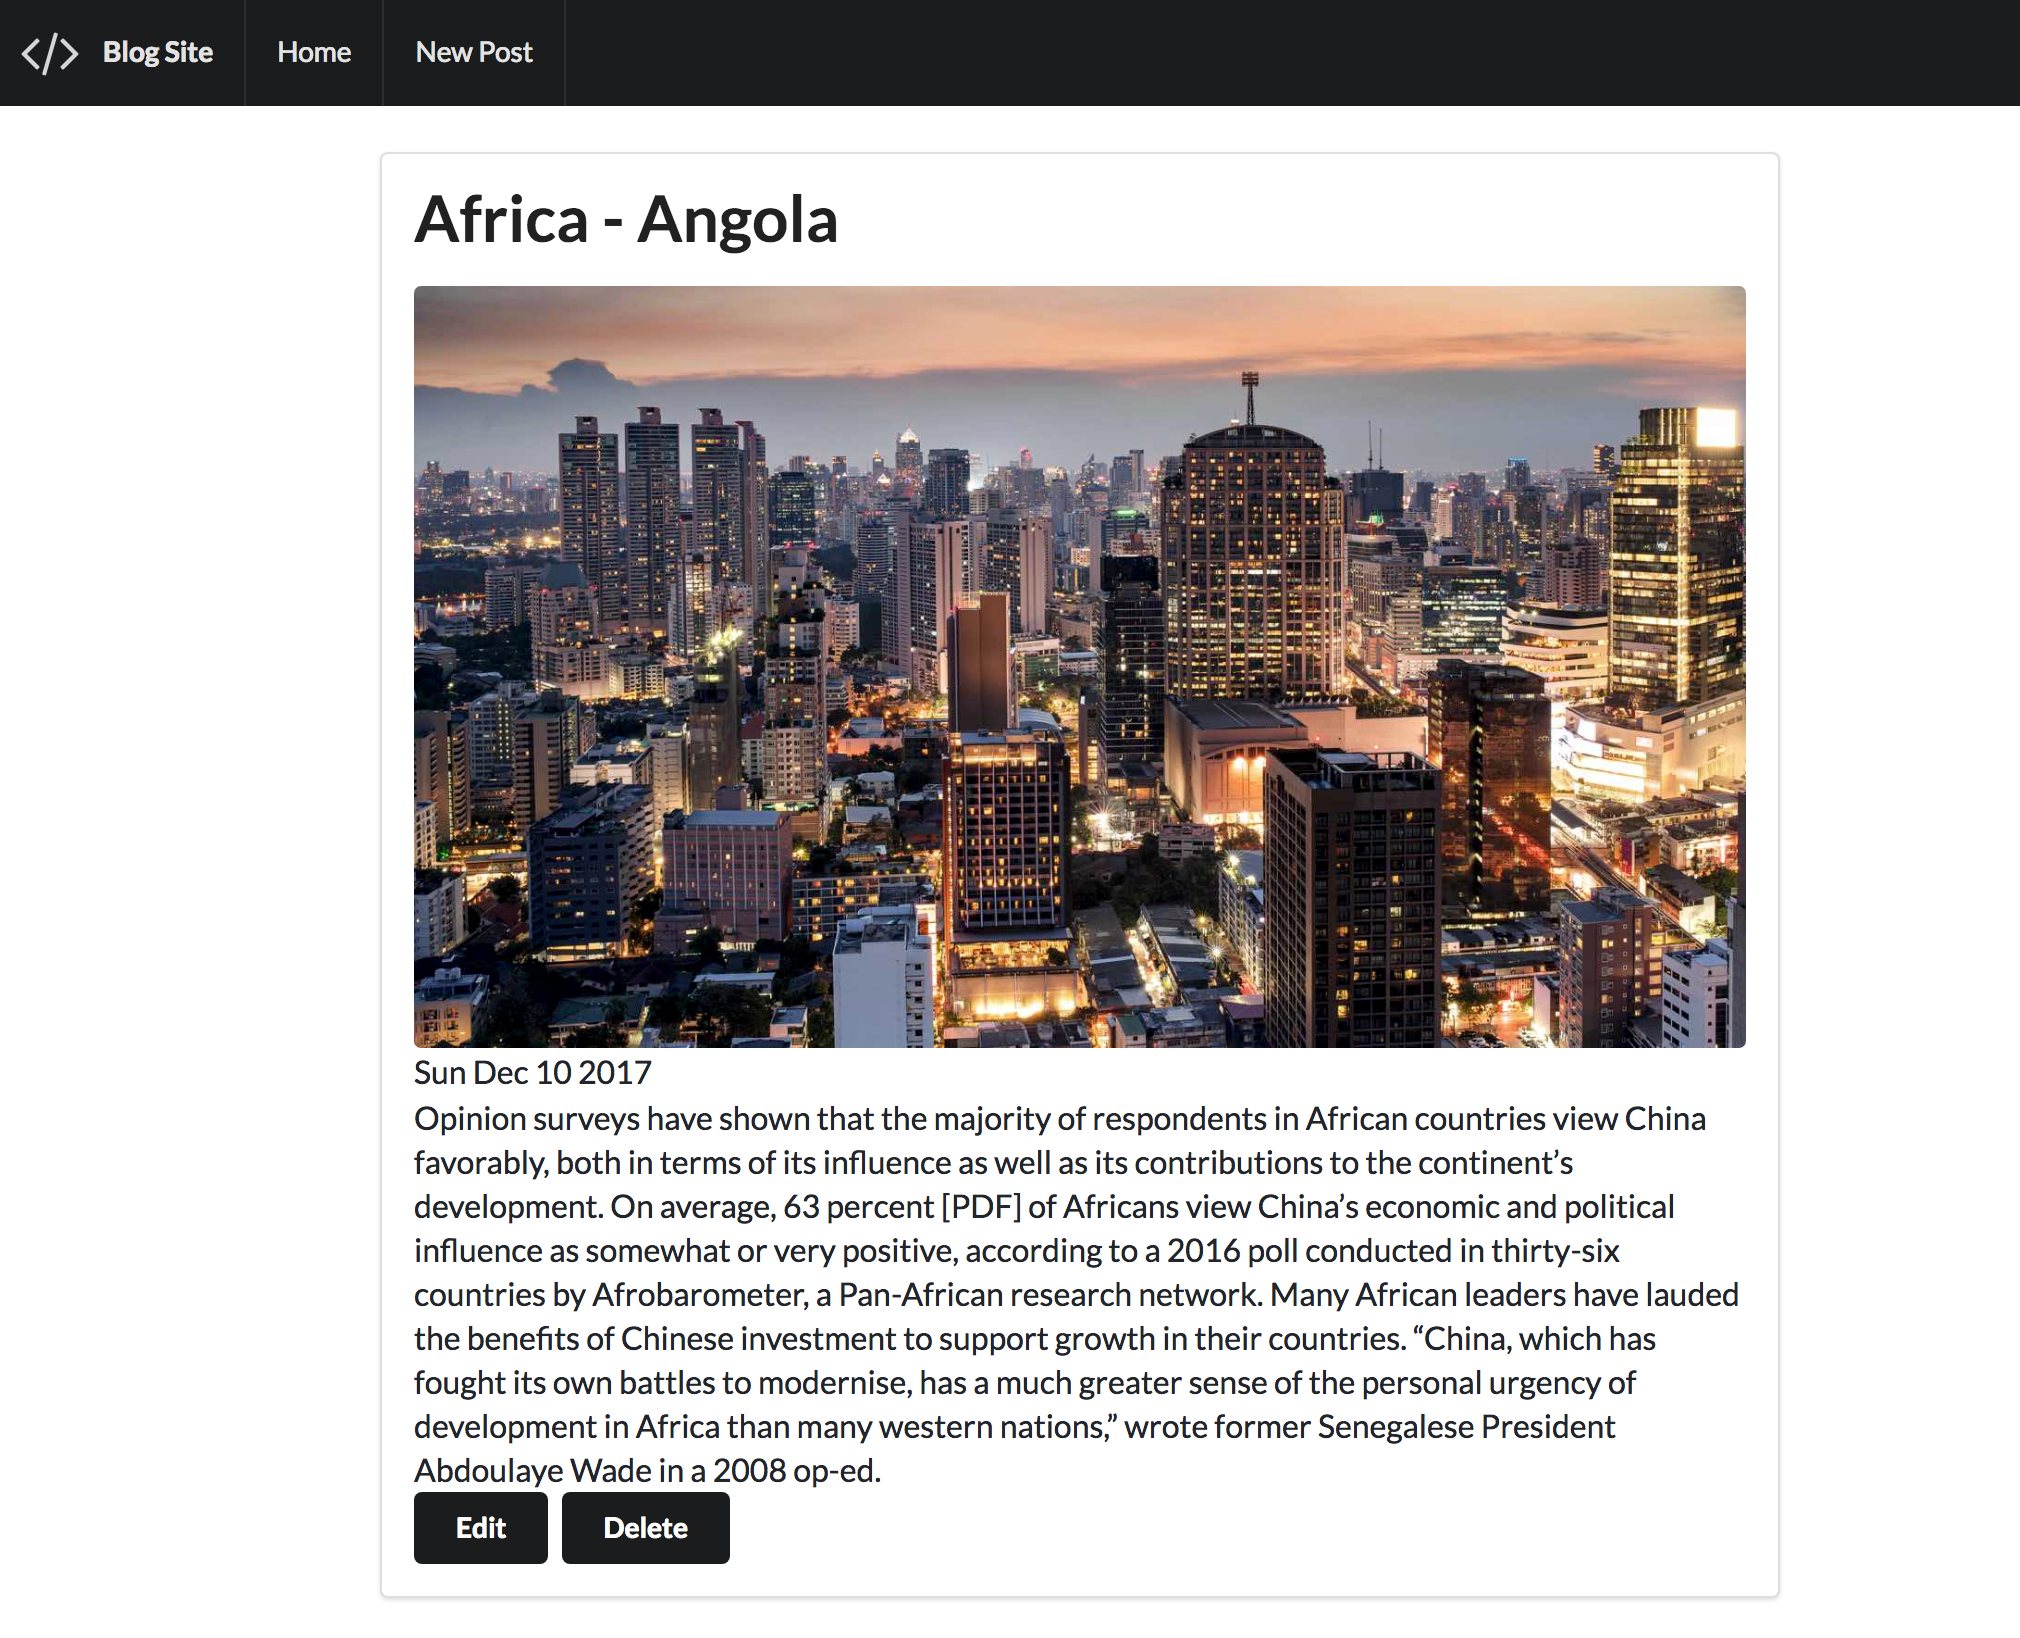 </> Blog Site Home New Post
Africa - Angola
Sun Dec 10 2017
Opinion surveys have shown that the majority of respondents in African countries view China
favorably, both in terms of its influence as well as its contributions to the continent’s
development. On average, 63 percent [PDF] of Africans view China’s economic and political
influence as somewhat or very positive, according to a 2016 poll conducted in thirty-six
countries by Afrobarometer, a Pan-African research network. Many African leaders have lauded
the benefits of Chinese investment to support growth in their countries. “China, which has
fought its own battles to modernise, has a much greater sense of the personal urgency of
development in Africa than many western nations,” wrote former Senegalese President
Abdoulaye Wade in a 2008 op-ed.
Edit Delete